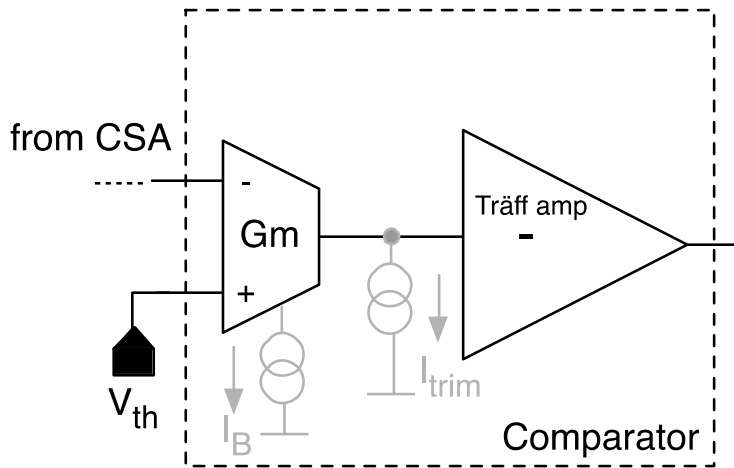 from CSA
-
Träff amp
Gm
-
+
I_trim
V_th
I_B
Comparator